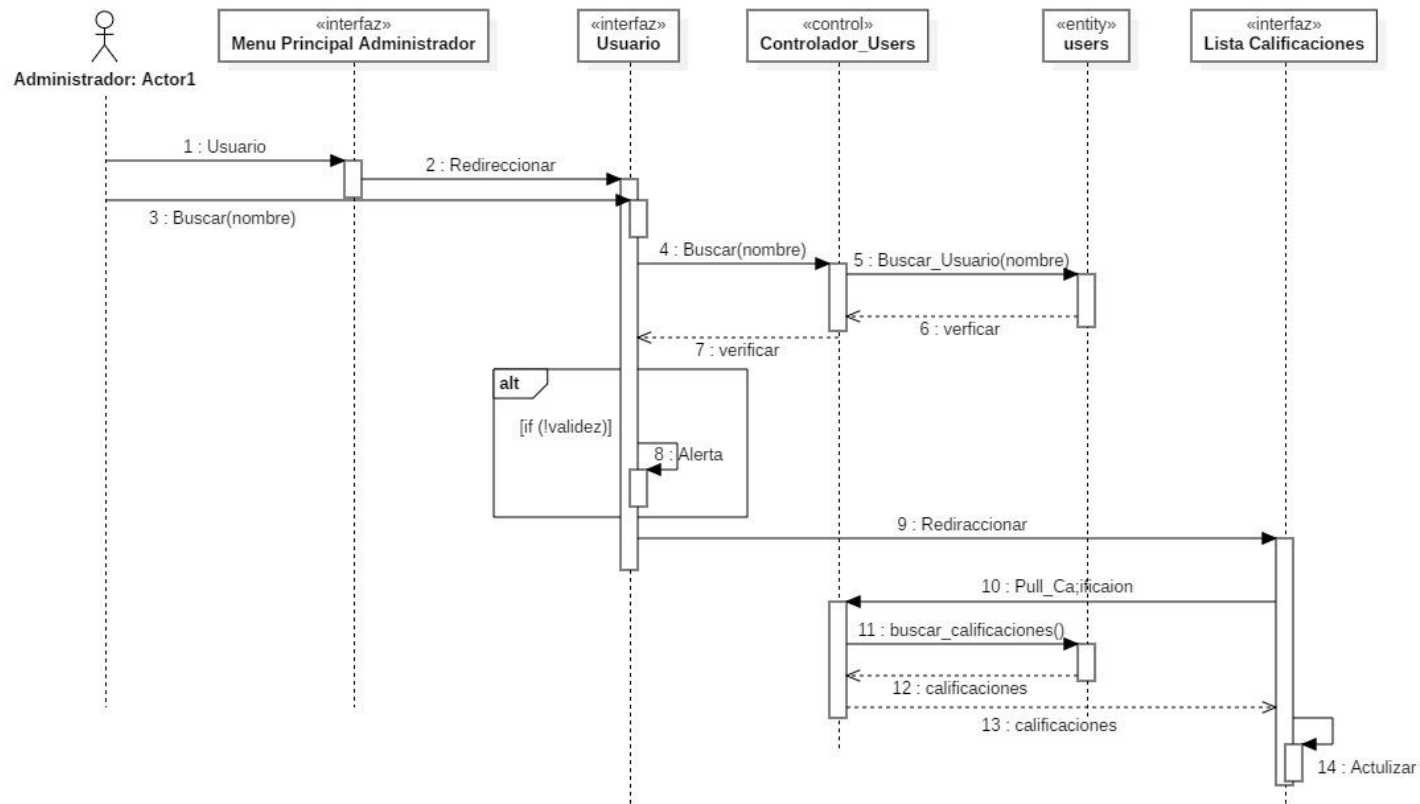 «interfaz»
Menu Principal Administrador
«interfaz»
Usuario
«control»
Controlador_Users
«entity»
users
«interfaz»
Lista Calificaciones
Administrador: Actor1
1 : Usuario
2 : Redireccionar
3 : Buscar(nombre)
4 : Buscar(nombre)
5 : Buscar_Usuario(nombre)
6 : verficar
7 : verificar
alt
[if (!validez)]
8 : Alerta
9 : Rediraccionar
10 : Pull_Ca;ificaion
11 : buscar_calificaciones()
12 : calificaciones
13 : calificaciones
14 : Actulizar